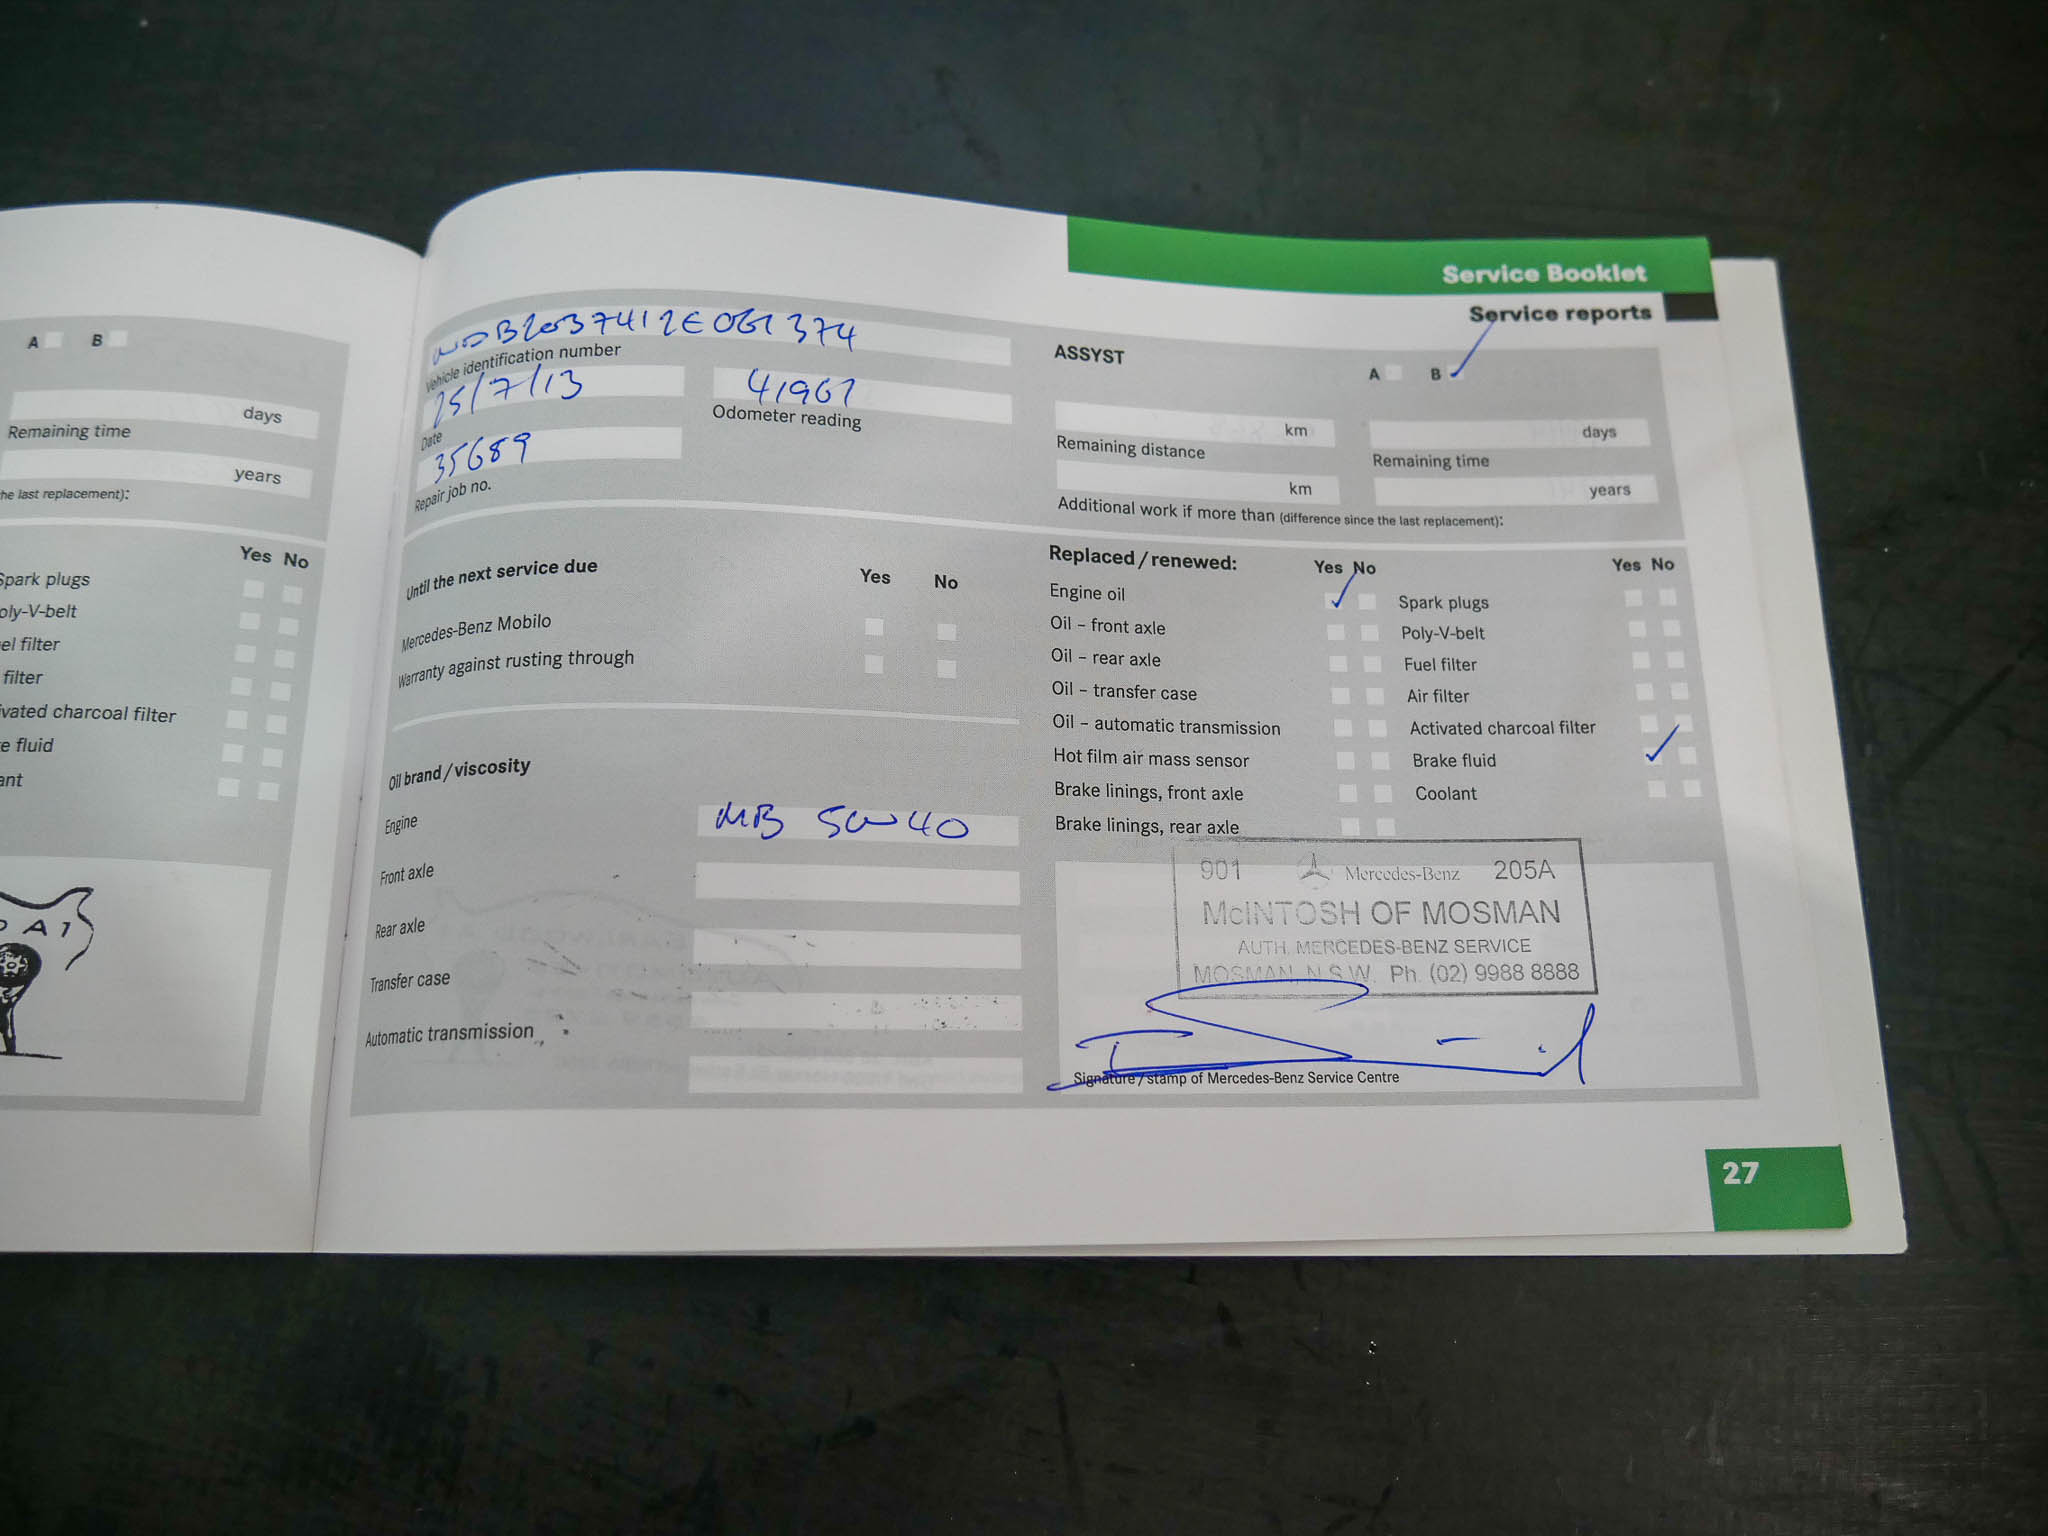 A B
days
Remaining time
years
he last replacement):
Yes No
Spark plugs
oly-V-belt
el filter
filter
ivated charcoal filter
e fluid
ant
Service Booklet
Service reports
Vehicle identification number
25/7/13
Date
Odometer reading
35689
Repair job no.
ASSYST
A B
km
days
Remaining distance
Remaining time
km
years
Additional work if more than (difference since the last replacement):
Until the next service due Yes No
Mercedes-Benz Mobilo
Warranty against rusting through
Oil brand / viscosity
Engine MB 5W40
Front axle
Rear axle
Transfer case
Automatic transmission
Replaced / renewed: Yes No
Engine oil
Oil – front axle
Oil – rear axle
Oil – transfer case
Oil – automatic transmission
Hot film air mass sensor
Brake linings, front axle
Brake linings, rear axle
Yes No
Spark plugs
Poly-V-belt
Fuel filter
Air filter
Activated charcoal filter
Brake fluid
Coolant
901 Mercedes-Benz 205A
McINTOSH OF MOSMAN
AUTH. MERCEDES-BENZ SERVICE
MOSMAN, N.S.W. Ph. (02) 9988 8888
Signature / stamp of Mercedes-Benz Service Centre
27